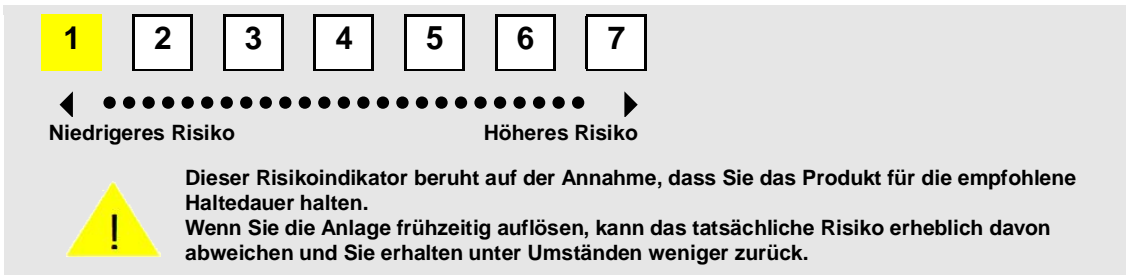 1 2 3 4 5 6 7
Niedrigeres Risiko Höheres Risiko
Dieser Risikoindikator beruht auf der Annahme, dass Sie das Produkt für die empfohlene
Haltedauer halten.
! Wenn Sie die Anlage frühzeitig auflösen, kann das tatsächliche Risiko erheblich davon
abweichen und Sie erhalten unter Umständen weniger zurück.